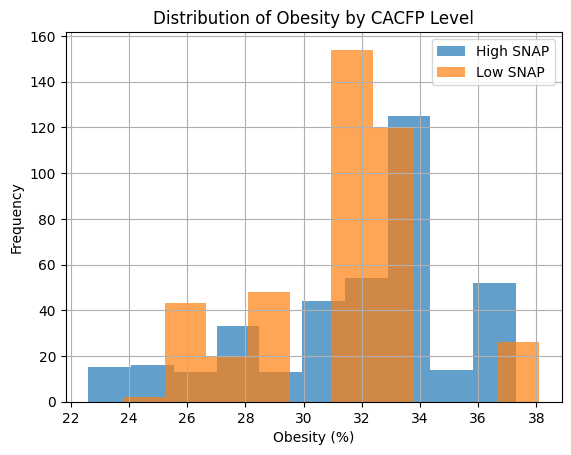 Distribution of Obesity by CACFP Level
High SNAP
Low SNAP
160
140
120
100
80
60
40
20
0
Frequency
22 24 26 28 30 32 34 36 38
Obesity (%)